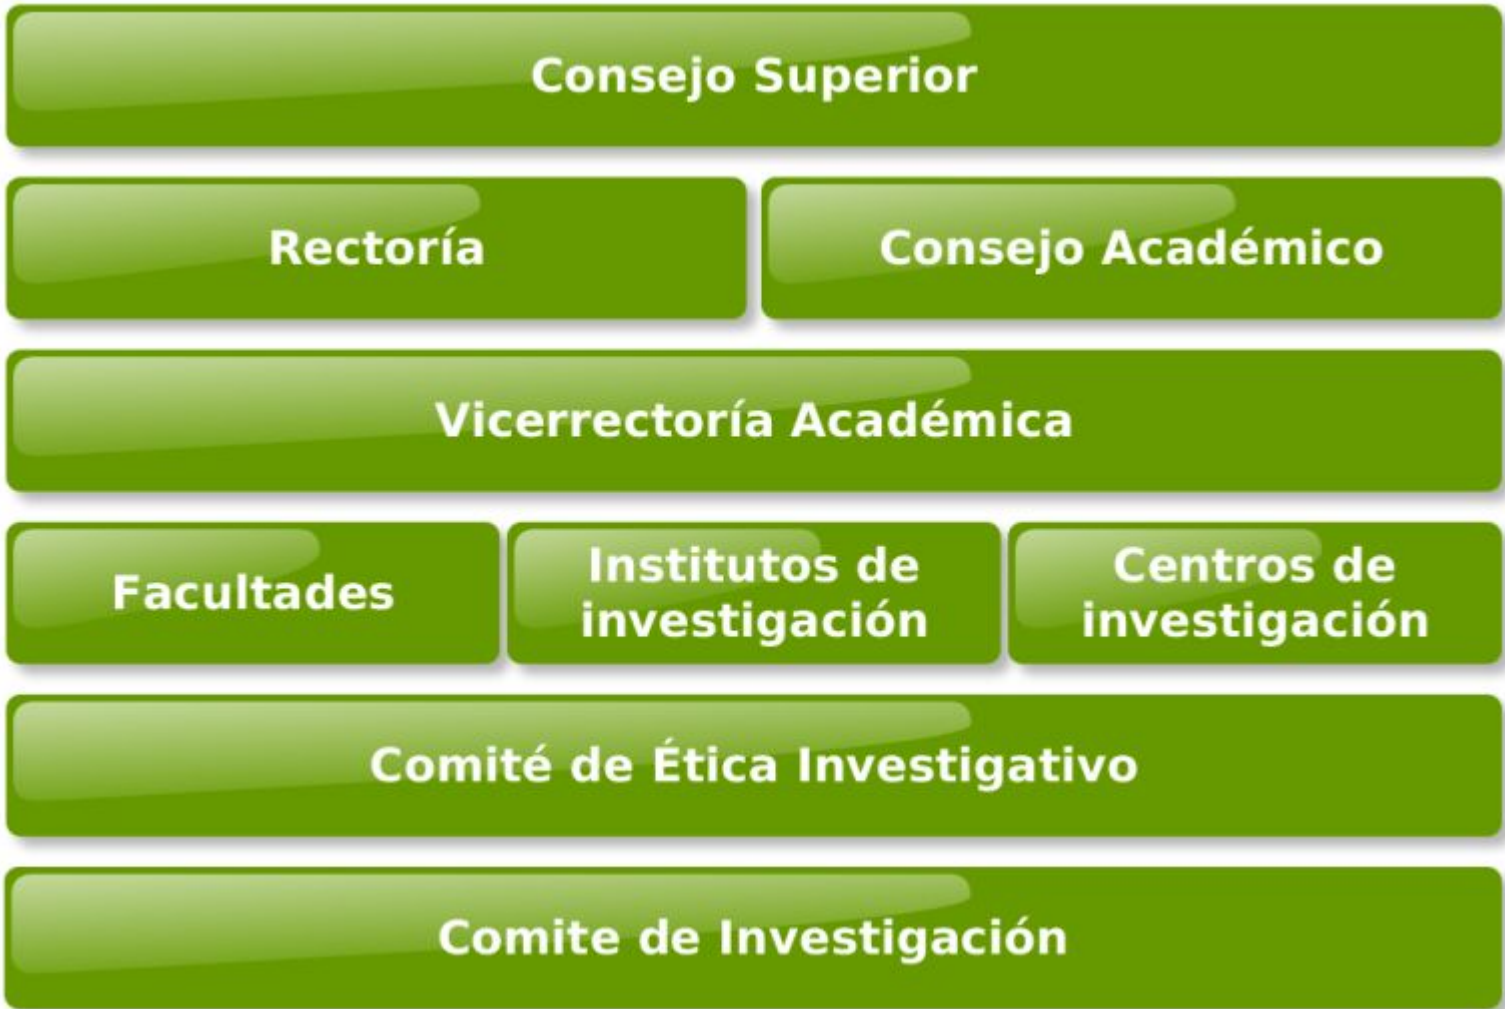 Consejo Superior
Rectoría
Consejo Académico
Vicerrectoría Académica
Facultades
Institutos de
investigación
Centros de
investigación
Comité de Ética Investigativo
Comite de Investigación